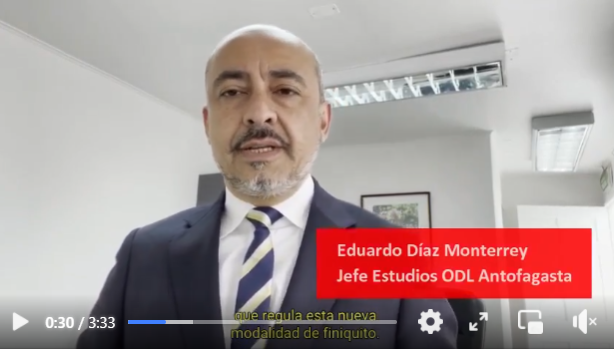 Eduardo Díaz Monterrey
Jefe Estudios ODL Antofagasta
que regula esta nueva
modalidad de finiquito.
0:30 / 3:33